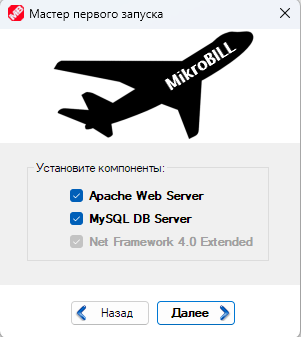 МВ
Мастер первого запуска
MikroBILL
Установите компоненты:
Apache Web Server
MySQL DB Server
Net Framework 4.0 Extended
Назад
Далее